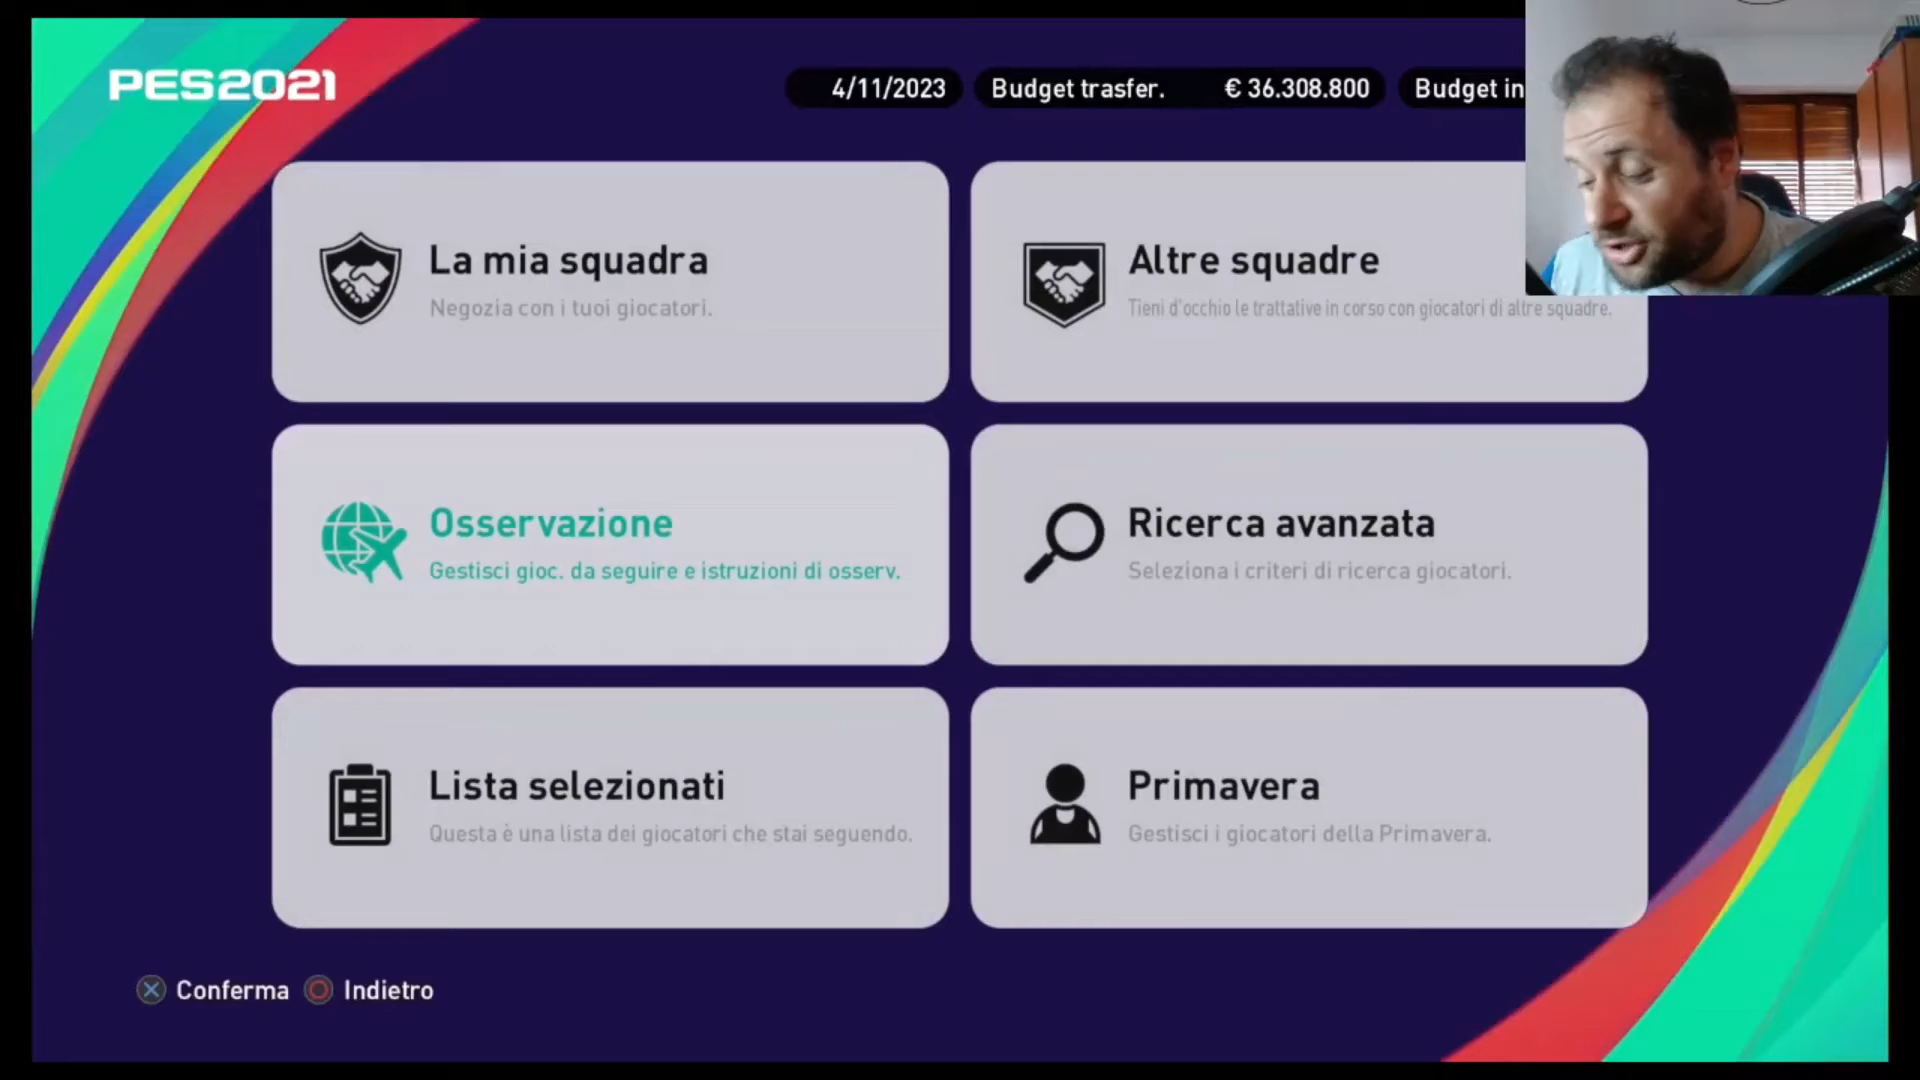 PES2021
4/11/2023
Budget trasfer. € 36.308.800
Budget in
La mia squadra
Negozia con i tuoi giocatori.
Altre squadre
Tieni d'occhio le trattative in corso con giocatori di altre squadre.
Osservazione
Gestisci gioc. da seguire e istruzioni di osserv.
Ricerca avanzata
Seleziona i criteri di ricerca giocatori.
Lista selezionati
Questa è una lista dei giocatori che stai seguendo.
Primavera
Gestisci i giocatori della Primavera.
Conferma Indietro